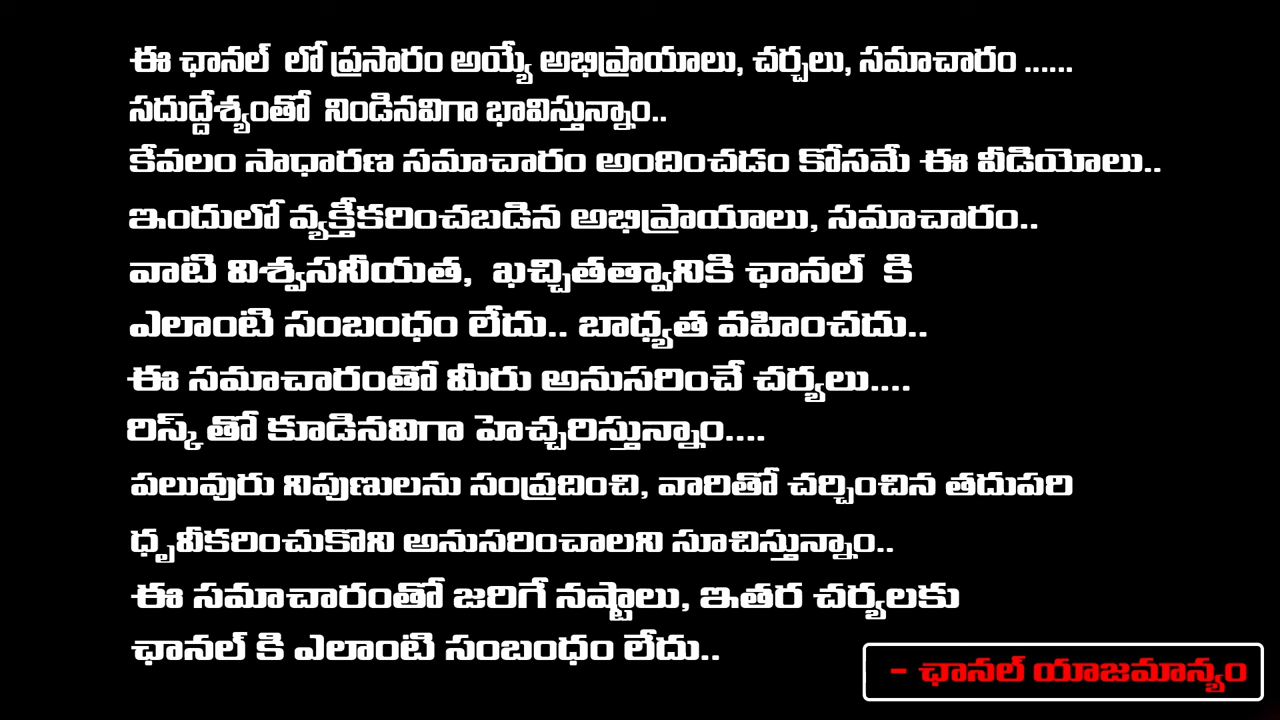 ఈ ఛానల్ లో ప్రసారం అయ్యే అభిప్రాయాలు, చర్చలు, సమాచారం ......
సదుద్దేశ్యంతో నిండినవిగా భావిస్తున్నాం..
కేవలం సాధారణ సమాచారం అందించడం కోసమే ఈ వీడియోలు..
ఇందులో వ్యక్తీకరించబడిన అభిప్రాయాలు, సమాచారం..
వాటి విశ్వసనీయత, ఖచ్చితత్వానికి ఛానల్ కి
ఎలాంటి సంబంధం లేదు.. బాధ్యత వహించదు..
ఈ సమాచారంతో మీరు అనుసరించే చర్యలు....
రిస్క్ తో కూడినవిగా హెచ్చరిస్తున్నాం....
పలువురు నిపుణులను సంప్రదించి, వారితో చర్చించిన తదుపరి
ధృవీకరించుకొని అనుసరించాలని సూచిస్తున్నాం..
ఈ సమాచారంతో జరిగే నష్టాలు, ఇతర చర్యలకు
ఛానల్ కి ఎలాంటి సంబంధం లేదు..
- ఛానల్ యాజమాన్యం